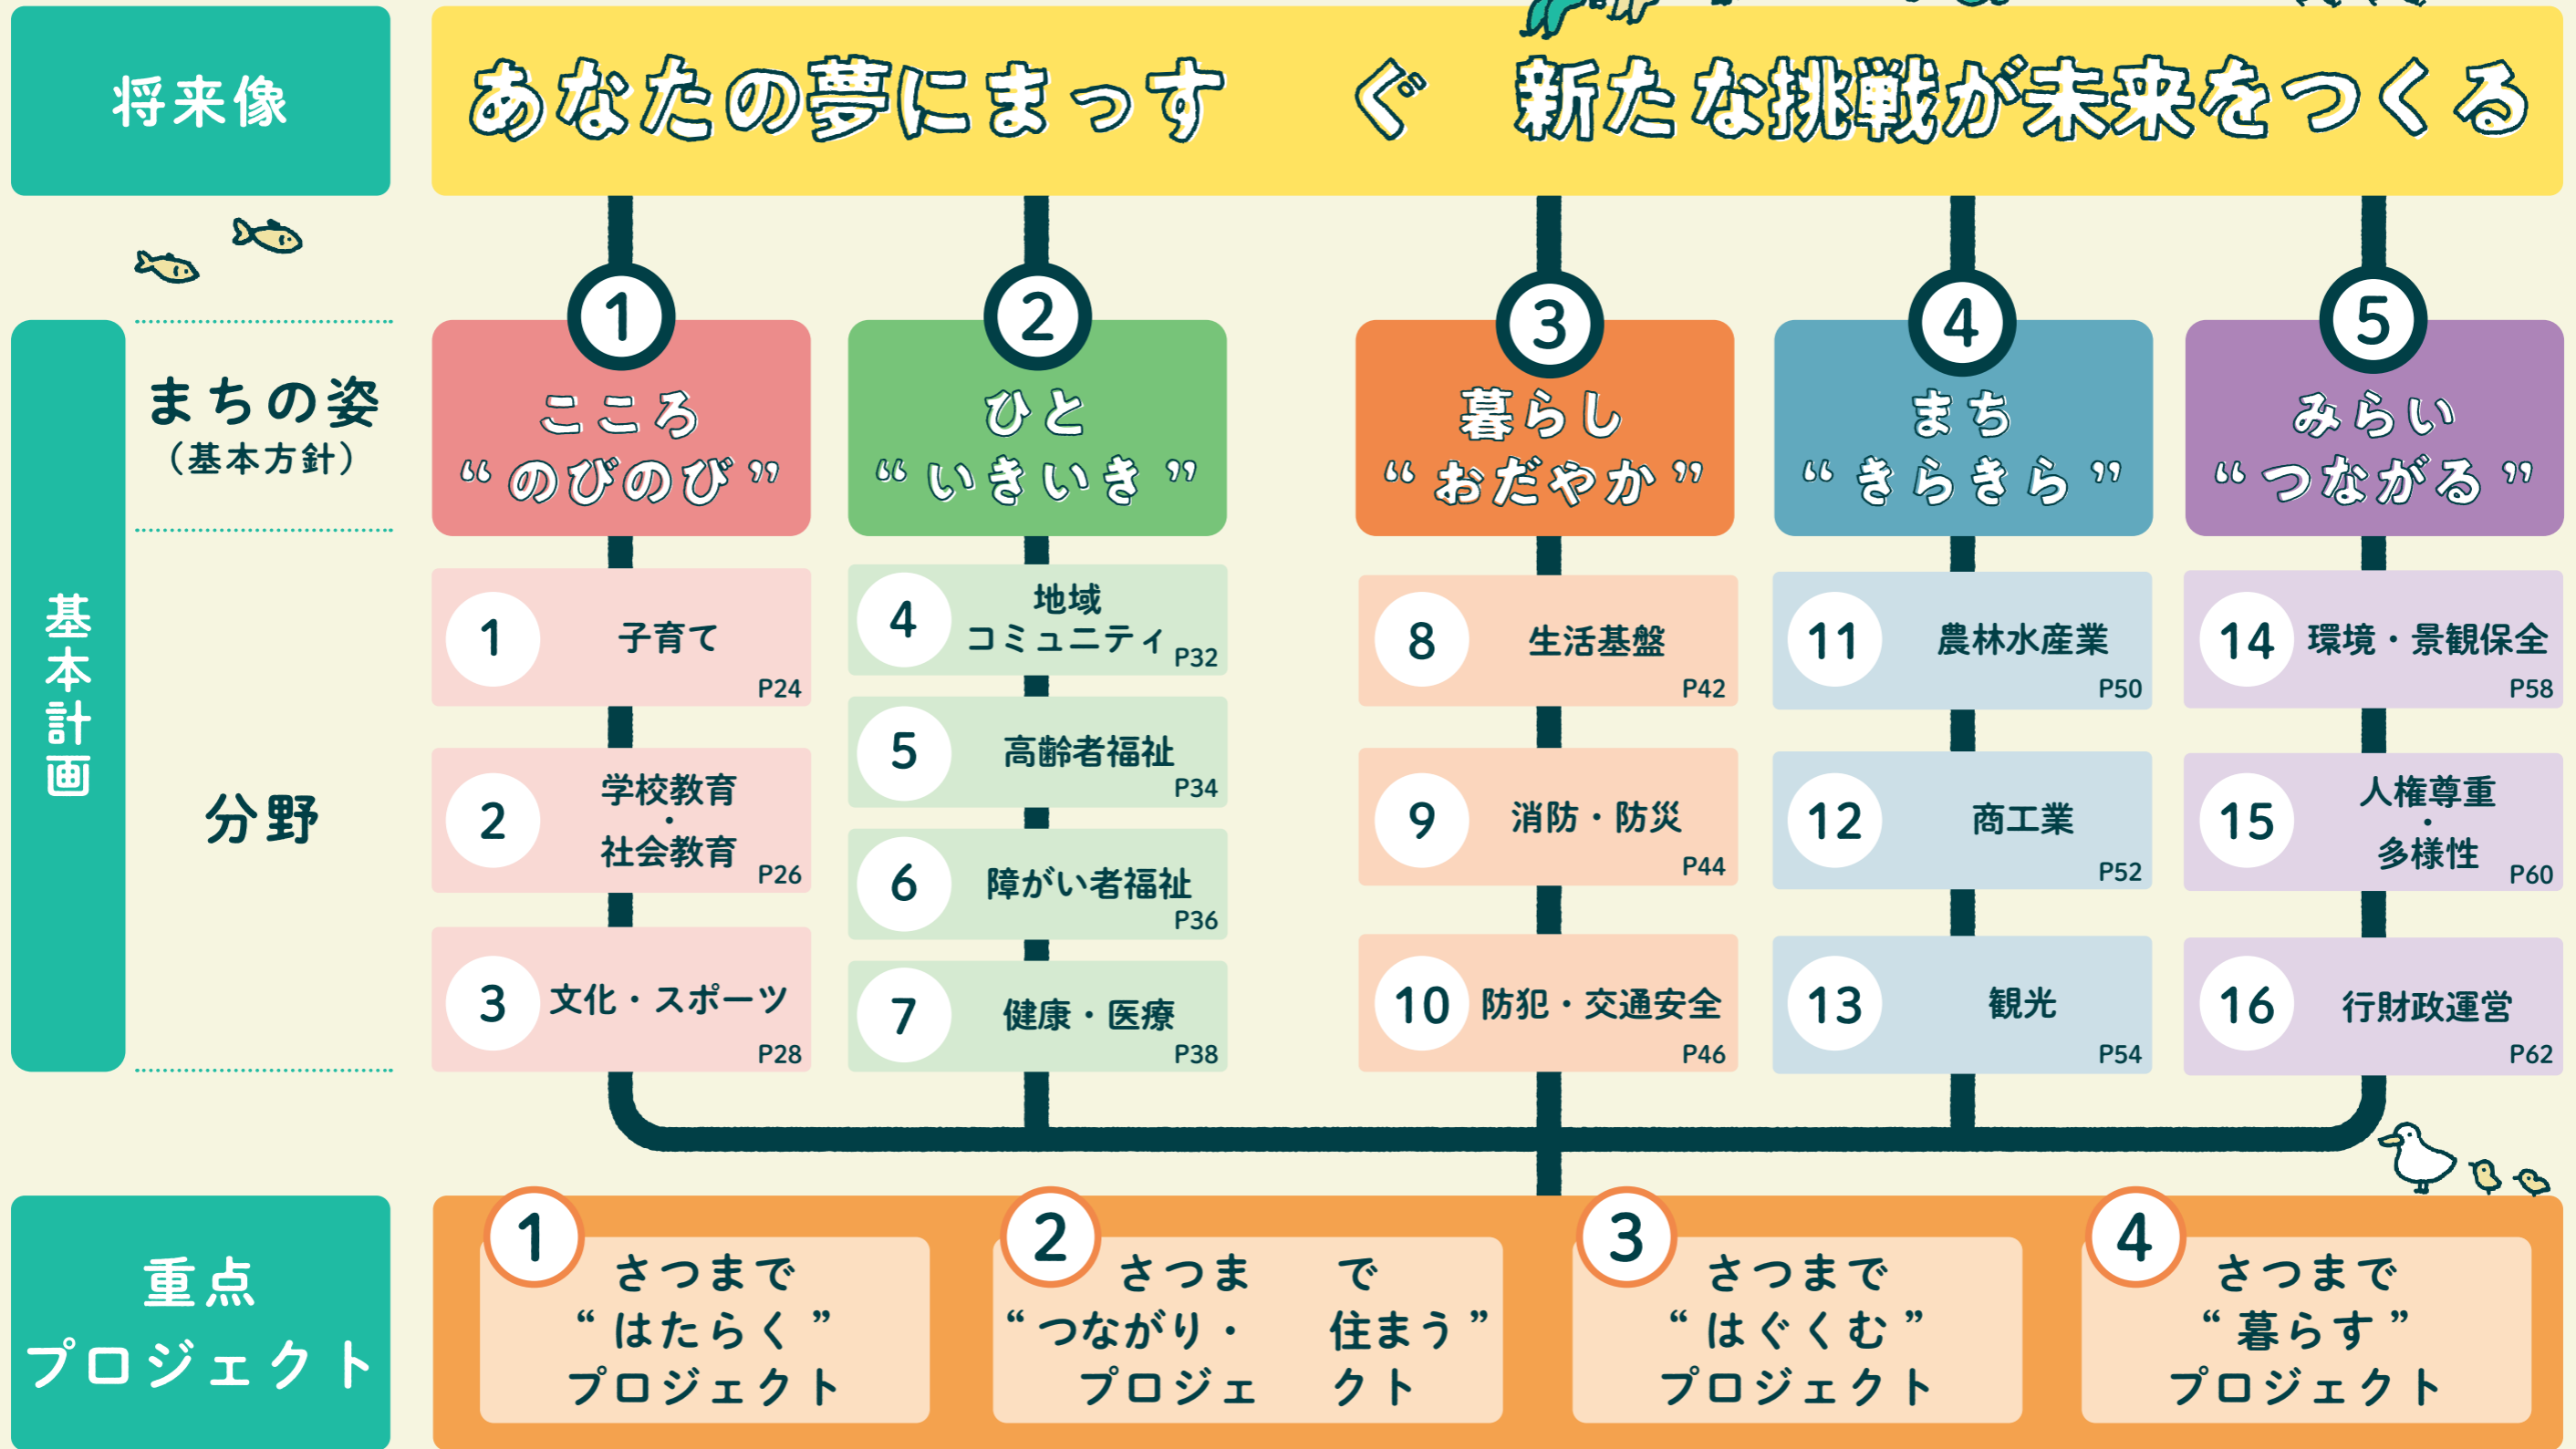 将来像
あなたの夢にまっすぐ 新たな挑戦が未来をつくる
基本計画
まちの姿
（基本方針）
1
こころ
“のびのび”
2
ひと
“いきいき”
3
暮らし
“おだやか”
4
まち
“きらきら”
5
みらい
“つながる”
分野
1
子育て
P24
2
学校教育
・
社会教育
P26
3
文化・スポーツ
P28
4
地域
コミュニティ
P32
5
高齢者福祉
P34
6
障がい者福祉
P36
7
健康・医療
P38
8
生活基盤
P42
9
消防・防災
P44
10
防犯・交通安全
P46
11
農林水産業
P50
12
商工業
P52
13
観光
P54
14
環境・景観保全
P58
15
人権尊重
・
多様性
P60
16
行財政運営
P62
重点
プロジェクト
1
さつまで
“はたらく”
プロジェクト
2
さつまで
“つながり・住まう”
プロジェクト
3
さつまで
“はぐくむ”
プロジェクト
4
さつまで
“暮らす”
プロジェクト